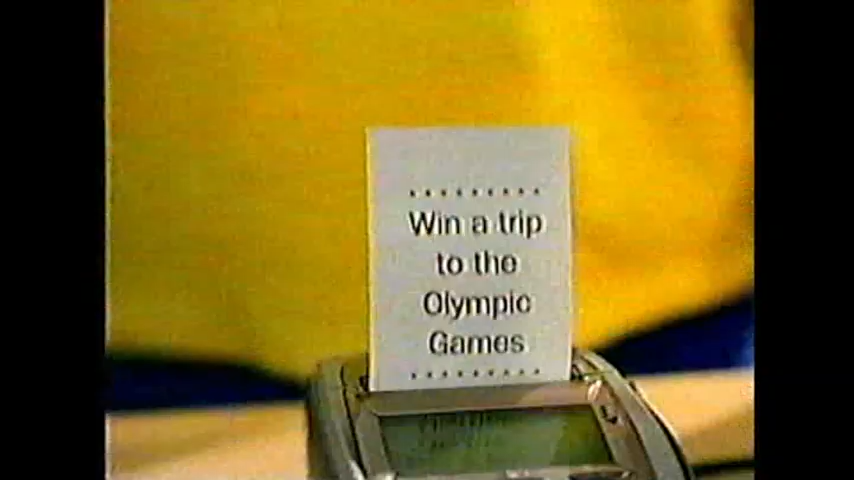 Win a trip
to the
Olympic
Games